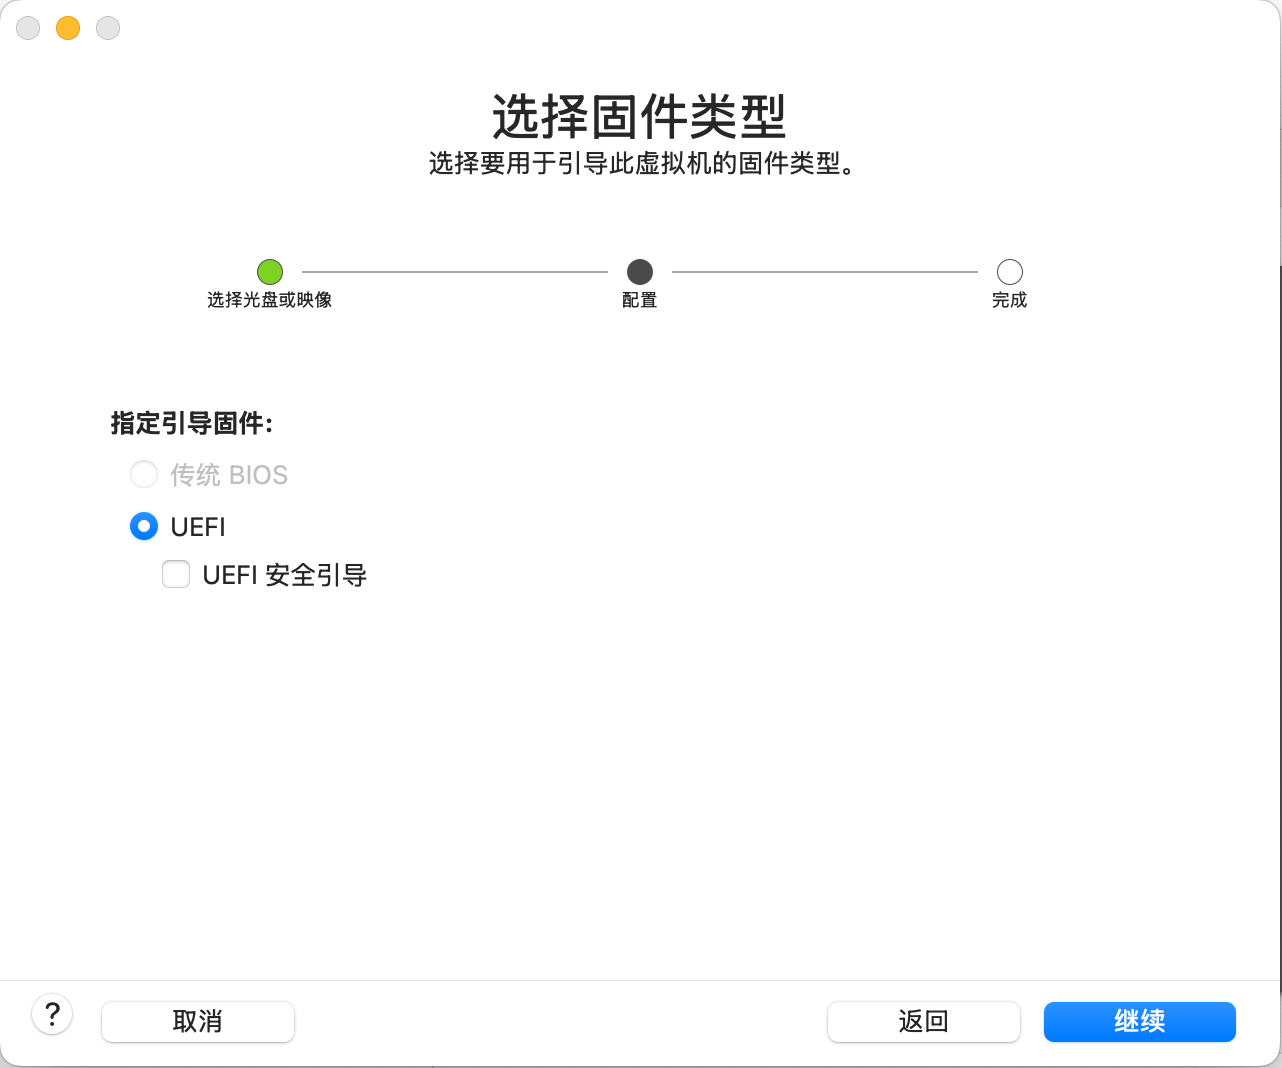 选择固件类型
选择要用于引导此虚拟机的固件类型。
选择光盘或映像
配置
完成
指定引导固件:
传统 BIOS
UEFI
UEFI 安全引导
?
取消
返回
继续